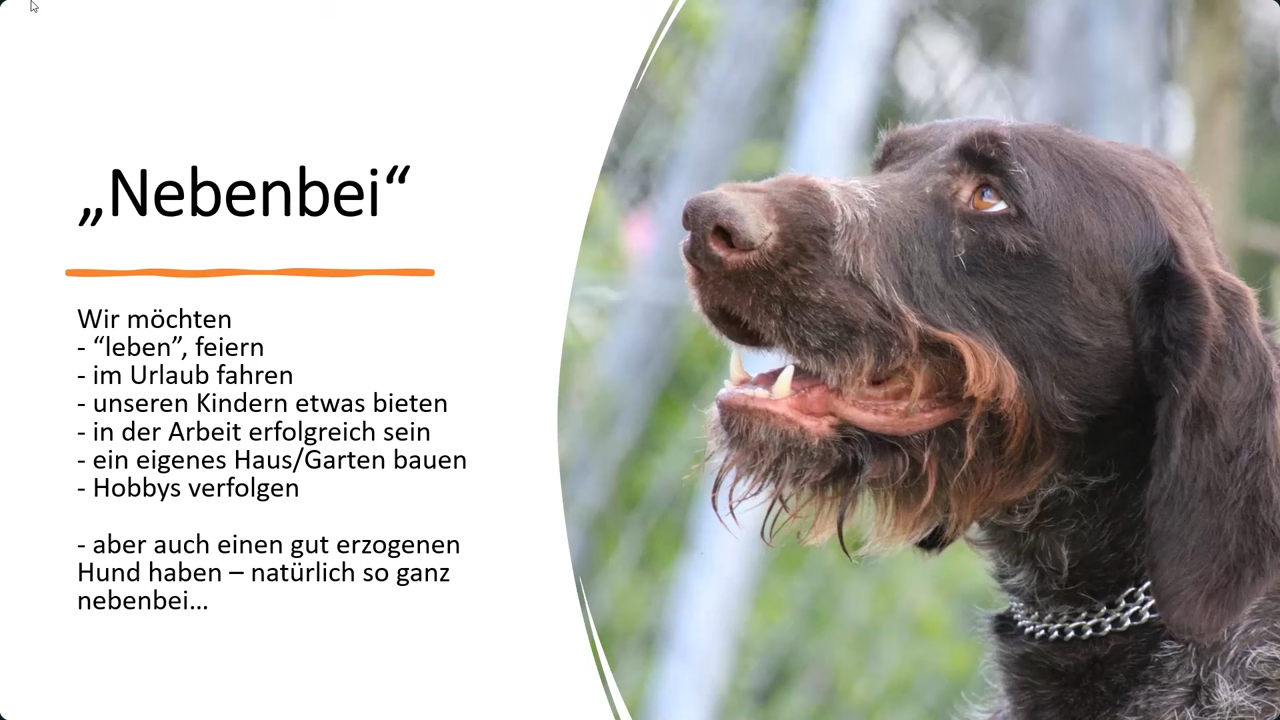 „Nebenbei“
Wir möchten
- “leben”, feiern
- im Urlaub fahren
- unseren Kindern etwas bieten
- in der Arbeit erfolgreich sein
- ein eigenes Haus/Garten bauen
- Hobbys verfolgen
- aber auch einen gut erzogenen
Hund haben – natürlich so ganz
nebenbei…